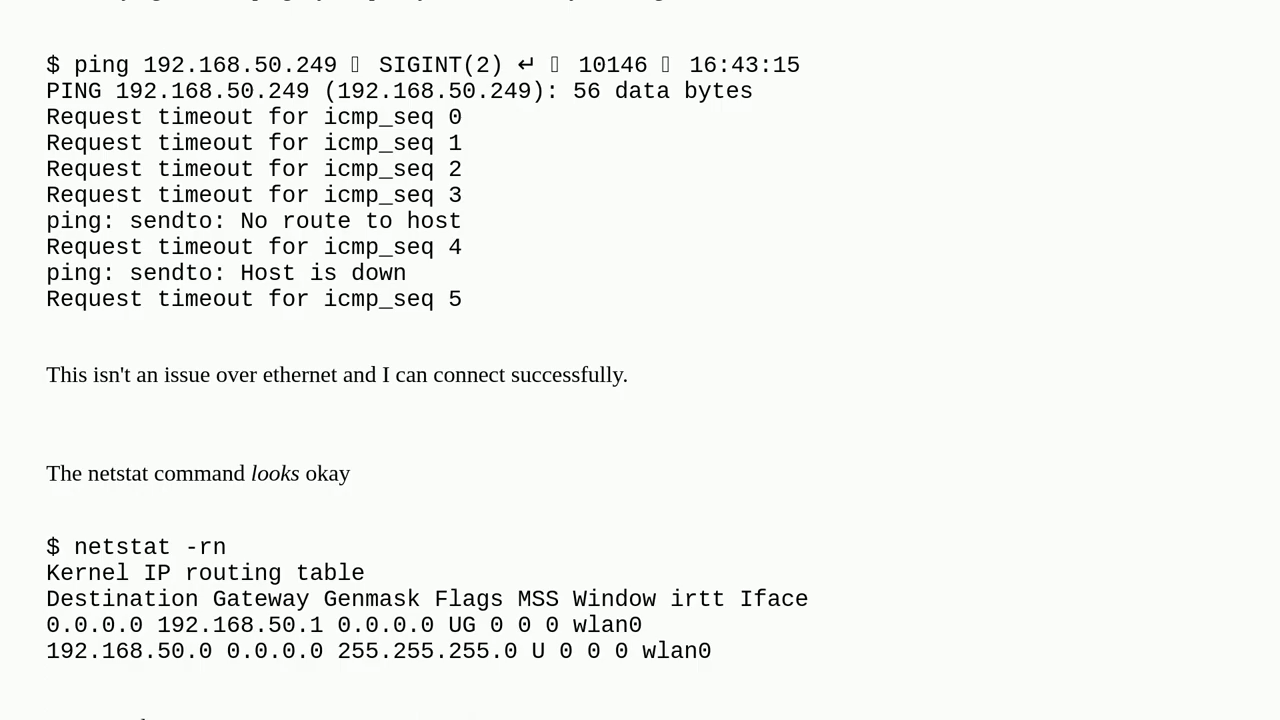 $ ping 192.168.50.249  SIGINT(2) ↵  10146  16:43:15
PING 192.168.50.249 (192.168.50.249): 56 data bytes
Request timeout for icmp_seq 0
Request timeout for icmp_seq 1
Request timeout for icmp_seq 2
Request timeout for icmp_seq 3
ping: sendto: No route to host
Request timeout for icmp_seq 4
ping: sendto: Host is down
Request timeout for icmp_seq 5
This isn't an issue over ethernet and I can connect successfully.
The netstat command looks okay
$ netstat -rn
Kernel IP routing table
Destination Gateway Genmask Flags MSS Window irtt Iface
0.0.0.0 192.168.50.1 0.0.0.0 UG 0 0 0 wlan0
192.168.50.0 0.0.0.0 255.255.255.0 U 0 0 0 wlan0